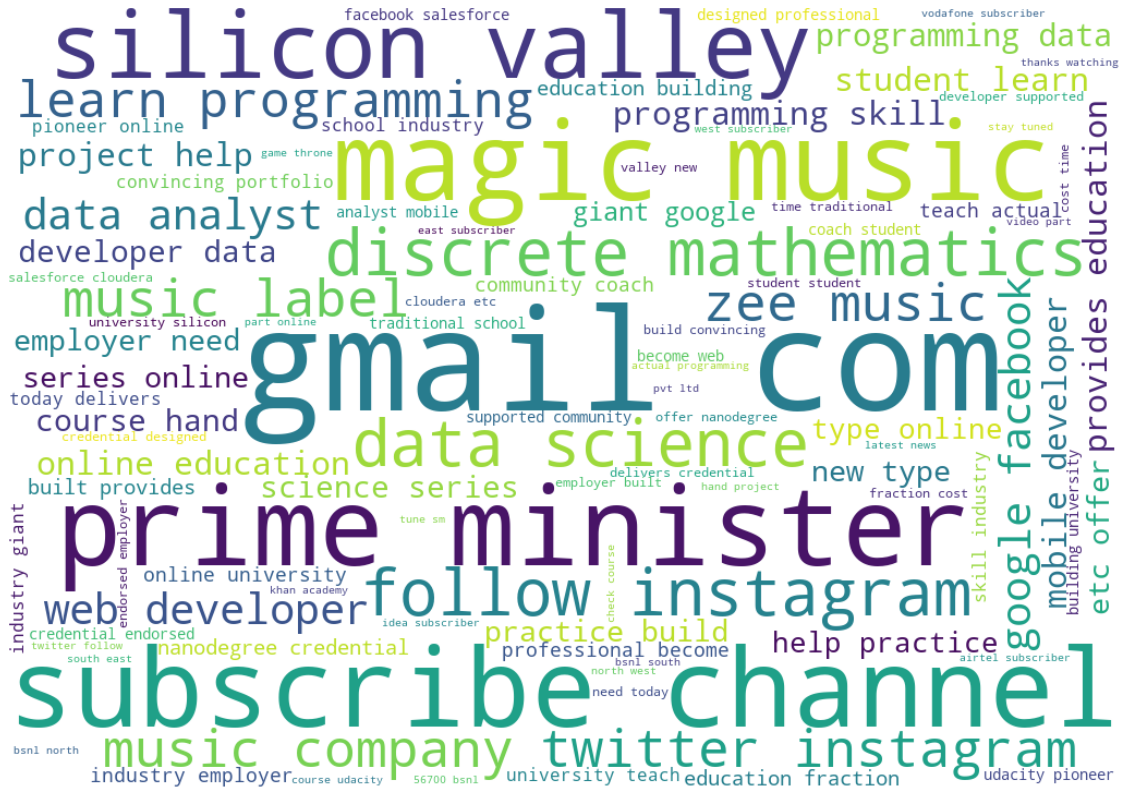 facebook salesforce
designed professional
vodafone subscriber
silicon valley
programming data
thanks watching
learn programming
education building
student learn
developer supported
pioneer online
school industry
programming skill
west subscriber
stay tuned
project help
game throne
magic music
valley new
cost time
provides education
convincing portfolio
data analyst
analyst mobile
giant google
time traditional
teach actual
video part
developer data
east subscriber
discrete mathematics
coach student
salesforce cloudera
music label
cloudera etc
community coach
student student
zee music
google facebook
mobile developer
university silicon
part online
traditional school
build convincing
employer need
gmail com
become web
actual programming
series online
pvt ltd
today delivers
course hand
supported community
offer nanodegree
type online
credential designed
data science
latest news
online education
delivers credential
new type
skill industry
building university
etc offer
built provides
science series
employer built
hand project
fraction cost
industry giant
endorsed employer
prime minister
tune sm
check course
online university
khan academy
web developer
follow instagram
idea subscriber
credential endorsed
practice build
help practice
twitter follow
nanodegree credential
professional become
south east
bsnl south
north west
airtel subscriber
subscribe channel
need today
bsnl north
music company
twitter instagram
industry employer
course udacity
56700 bsnl
university teach
education fraction
udacity pioneer